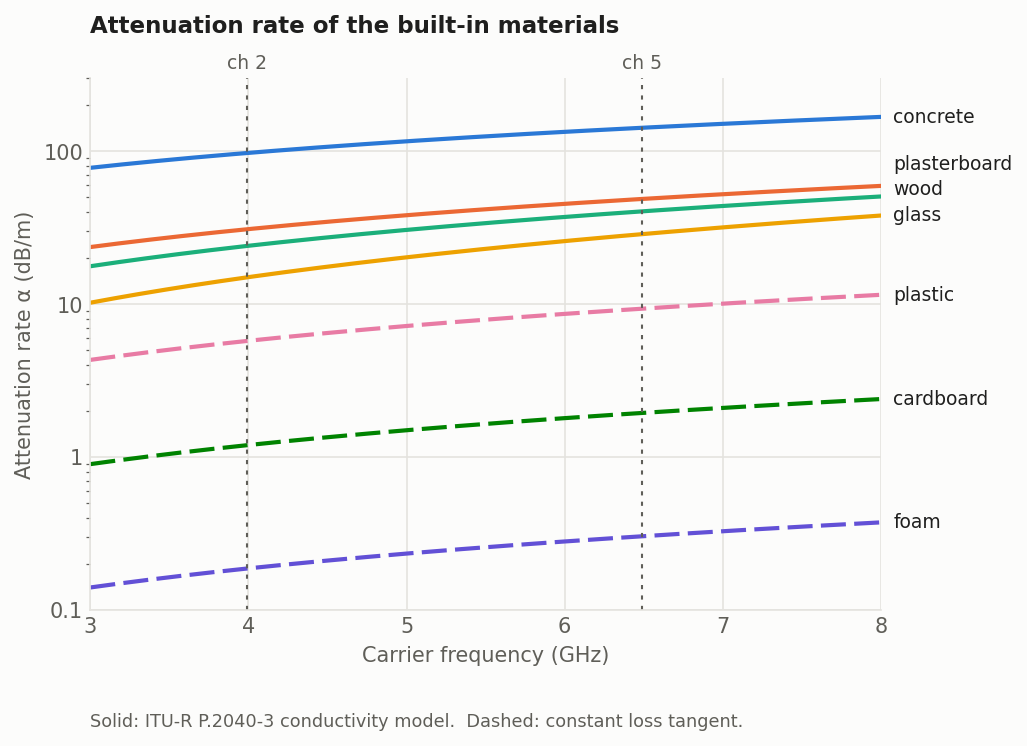 Attenuation rate of the built-in materials
ch 2
ch 5
concrete
100
plasterboard
wood
glass
10
plastic
cardboard
1
foam
0.1
Attenuation rate α (dB/m)
3 4 5 6 7 8
Carrier frequency (GHz)
Solid: ITU-R P.2040-3 conductivity model.  Dashed: constant loss tangent.